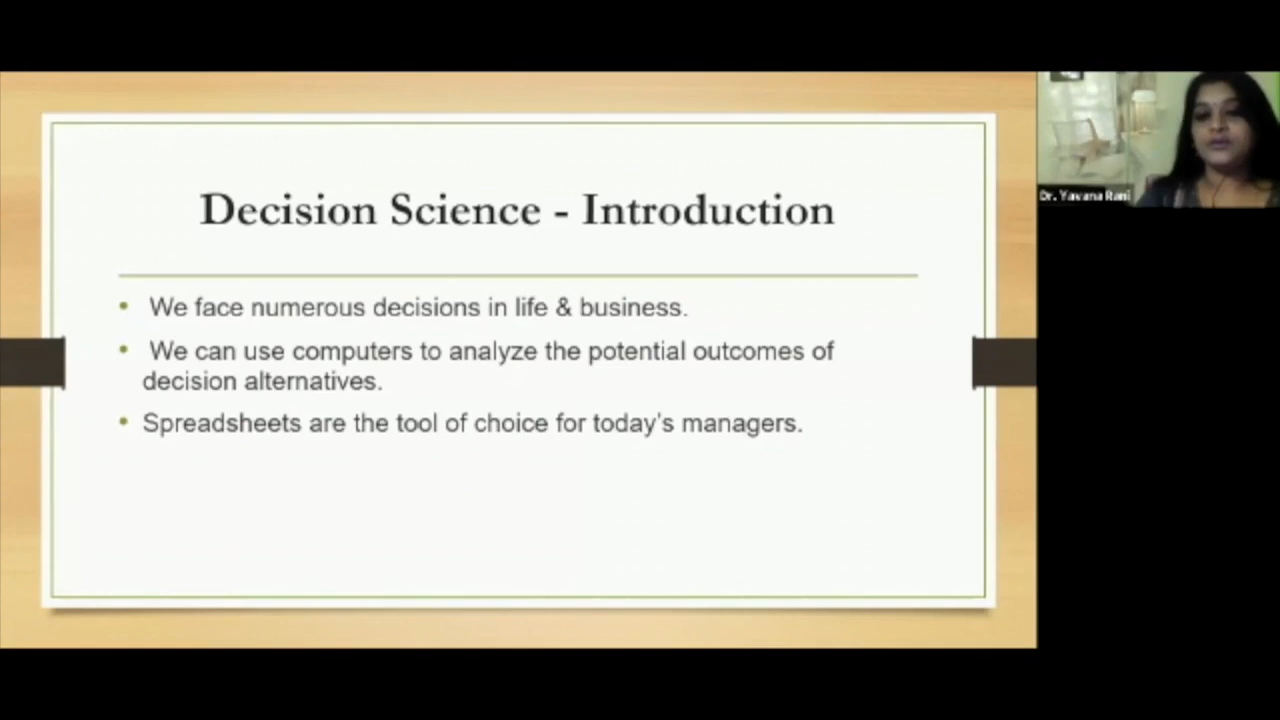 Decision Science - Introduction
• We face numerous decisions in life & business.
• We can use computers to analyze the potential outcomes of
decision alternatives.
• Spreadsheets are the tool of choice for today's managers.
Dr. Yavana Rani